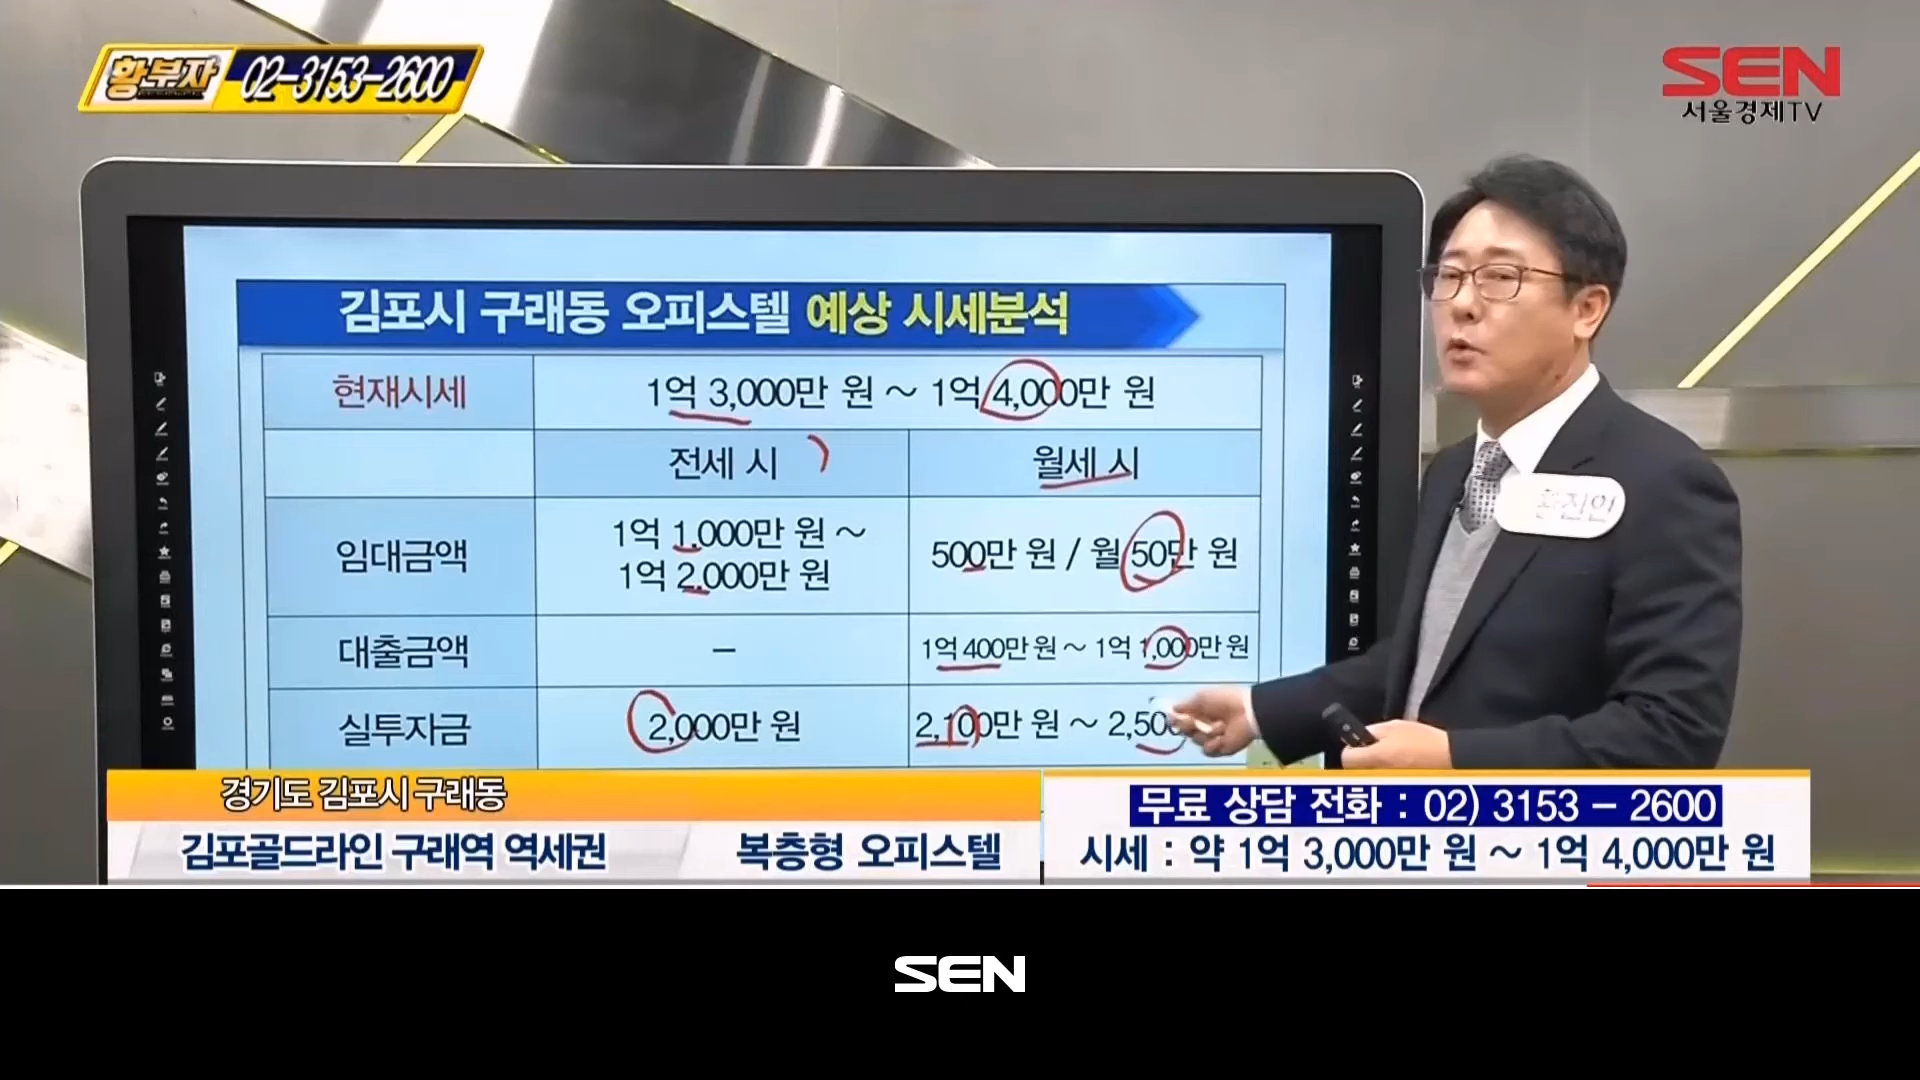 황부자 02-3153-2600
SEN
서울경제TV
김포시 구래동 오피스텔 예상 시세분석
현재시세 1억 3,000만 원 ~ 1억 4,000만 원
전세 시 월세 시
임대금액 1억 1,000만 원 ~ 1억 2,000만 원 500만 원 / 월 50만 원
대출금액 - 1억 400만 원 ~ 1억 1,000만 원
실투자금 2,000만 원 2,100만 원 ~ 2,500
경기도 김포시 구래동
김포골드라인 구래역 역세권 복층형 오피스텔
무료 상담 전화 : 02) 3153 - 2600
시세 : 약 1억 3,000만 원 ~ 1억 4,000만 원
SEN